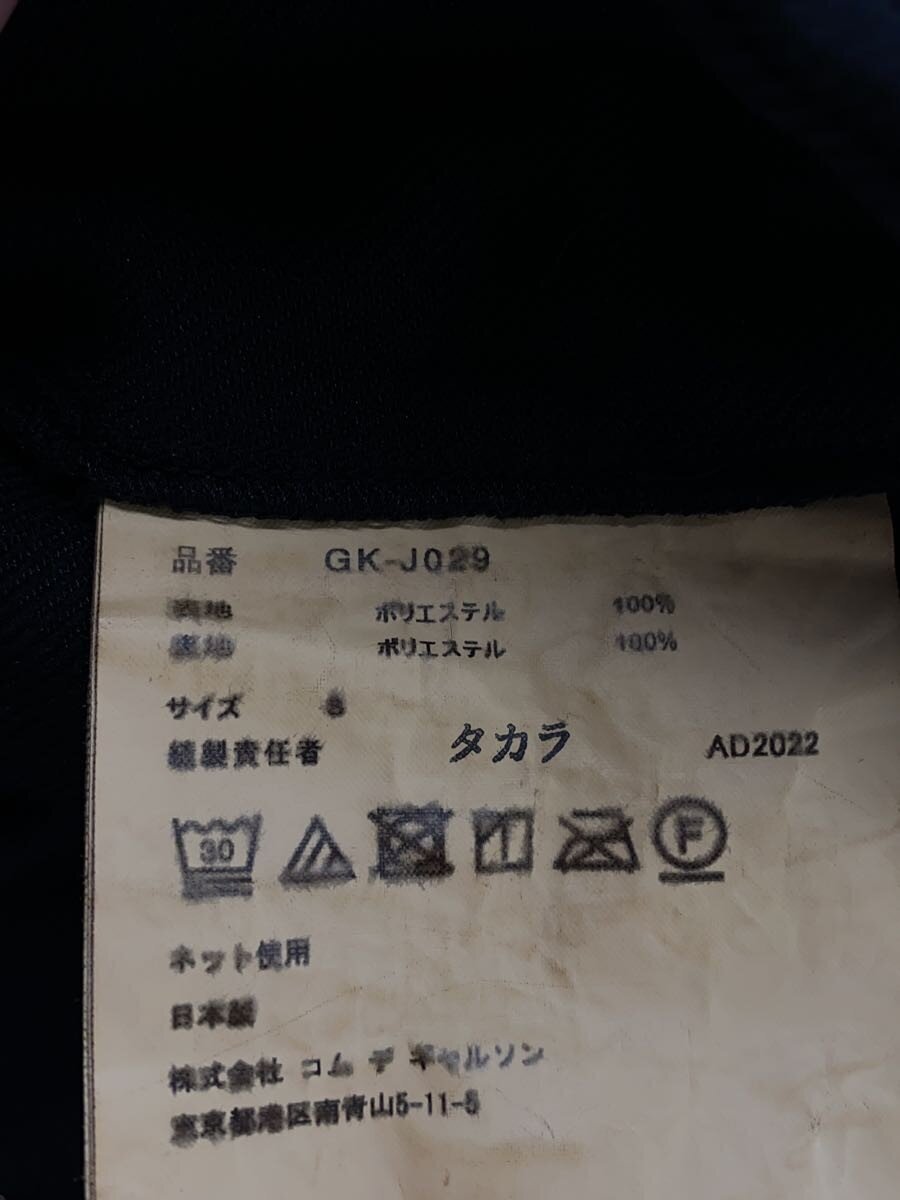 品番 GK-J029
表地 ポリエステル 100%
裏地 ポリエステル 100%
サイズ S
縫製責任者 タカラ AD2022
30
F
ネット使用
日本製
株式会社 コム デ ギャルソン
東京都港区南青山5-11-5